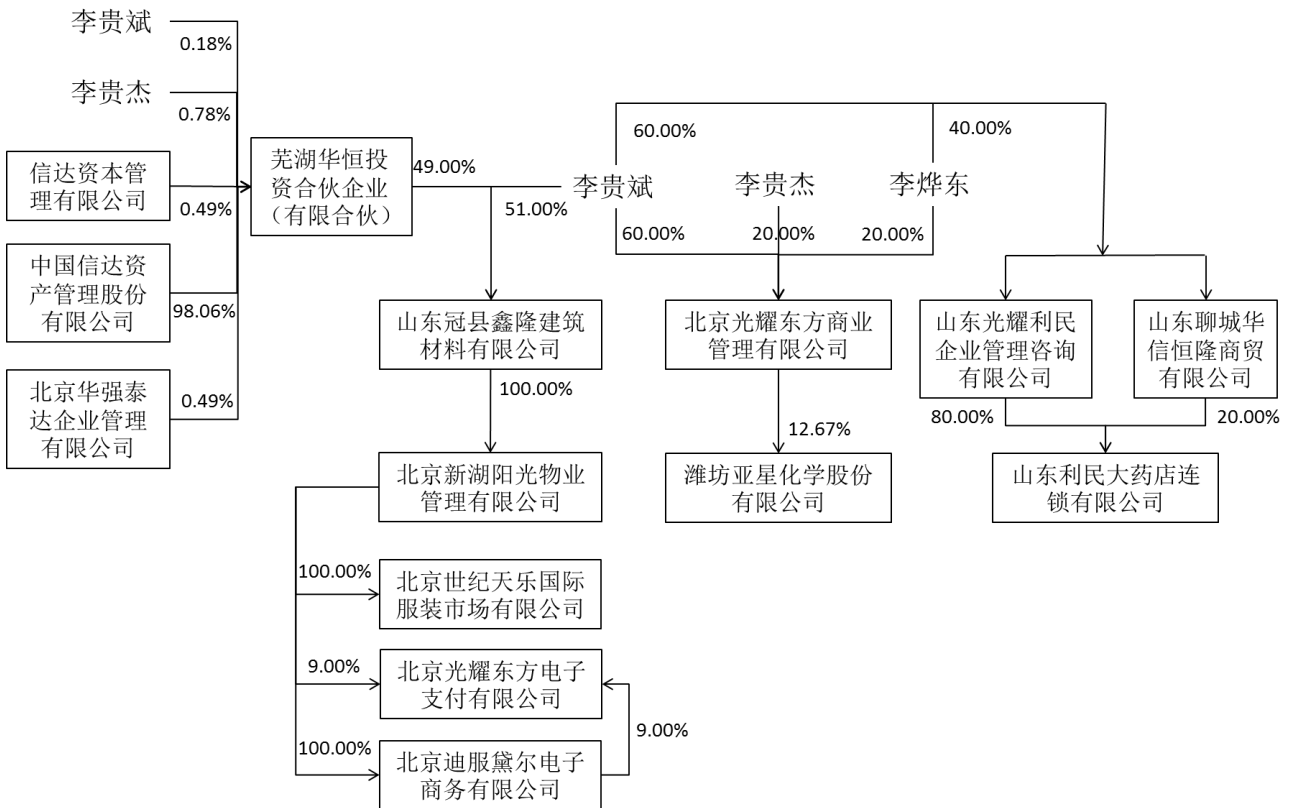 李贵斌
0.18%
李贵杰
0.78%
信达资本管
理有限公司
0.49%
中国信达资
产管理股份
有限公司
98.06%
北京华强泰
达企业管理
有限公司
0.49%
芜湖华恒投
资合伙企业
（有限合伙）
49.00%
51.00%
60.00%
40.00%
李贵斌
李贵杰
李烨东
60.00%
20.00%
20.00%
山东冠县鑫隆建筑
材料有限公司
北京光耀东方商业
管理有限公司
山东光耀利民
企业管理咨询
有限公司
山东聊城华
信恒隆商贸
有限公司
100.00%
12.67%
80.00%
20.00%
北京新湖阳光物业
管理有限公司
潍坊亚星化学股份
有限公司
山东利民大药店连
锁有限公司
100.00%
北京世纪天乐国际
服装市场有限公司
9.00%
北京光耀东方电子
支付有限公司
9.00%
100.00%
北京迪服黛尔电子
商务有限公司